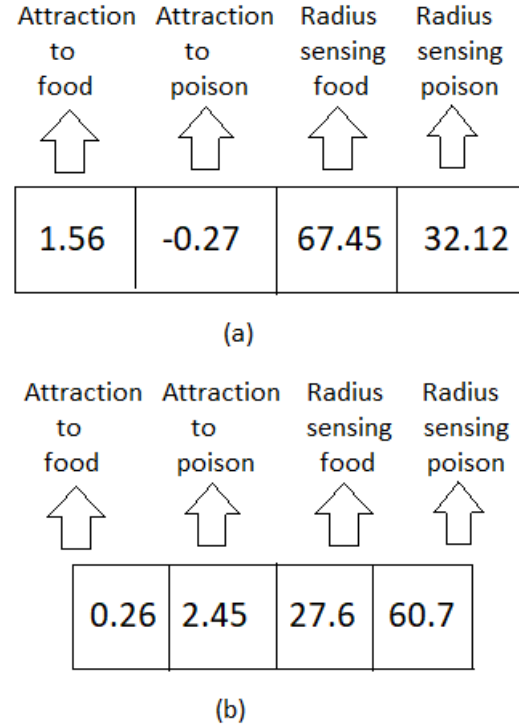 Attraction Attraction Radius Radius
to to sensing sensing
food poison food poison
1.56 -0.27 67.45 32.12
(a)
Attraction Attraction Radius Radius
to to sensing sensing
food poison food poison
0.26 2.45 27.6 60.7
(b)